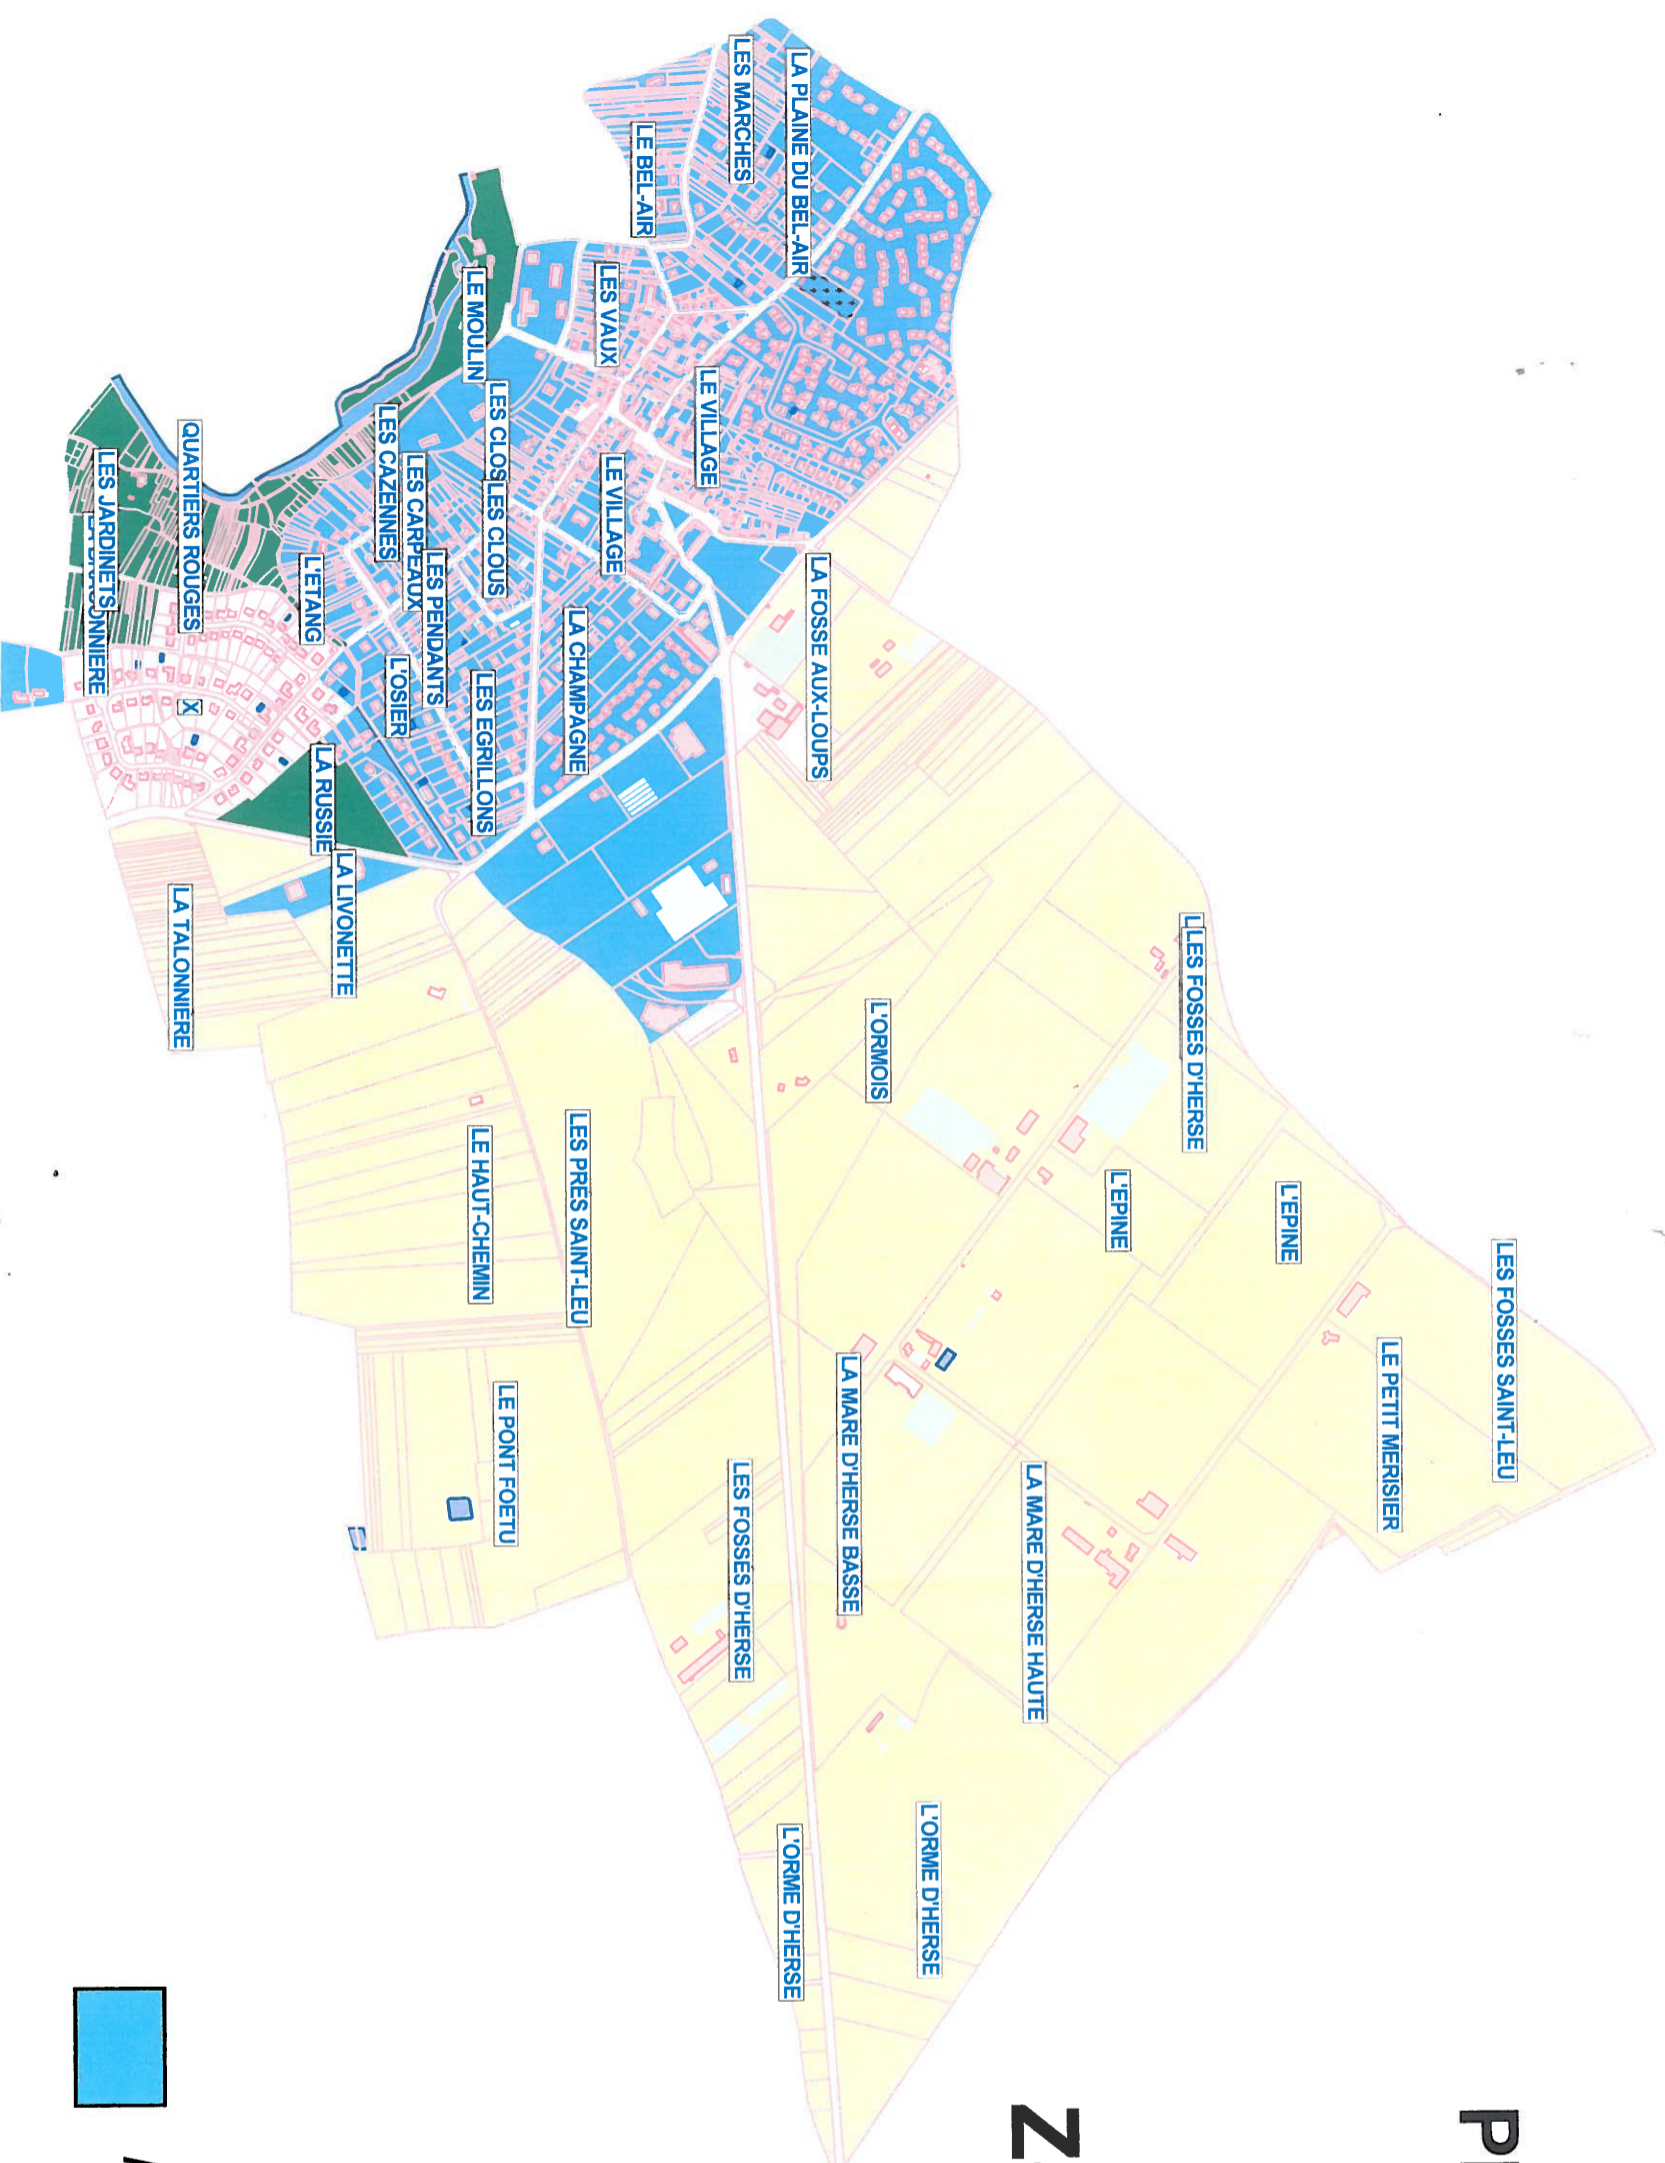 LES FOSSES SAINT-LEU
LE PETIT MERISIER
L'EPINE
LES FOSSES D'HERSE
L'EPINE
Z
LA MARE D'HERSE HAUTE
L'ORME D'HERSE
L'ORMOIS
LA MARE D'HERSE BASSE
LA FOSSE AUX-LOUPS
LA PLAINE DU BEL-AIR
L'ORME D'HERSE
LES MARCHES
LES FOSSES D'HERSE
LE VILLAGE
LE BEL-AIR
LE VILLAGE
LES VAUX
LA CHAMPAGNE
LES PRES SAINT-LEU
LE PONT FOETU
LES CLOS
LES CLOUS
LES EGRILLONS
LE HAUT-CHEMIN
LE MOULIN
LES PENDANTS
LES CARPEAUX
L'OSIER
LES CAZENNES
LA LIVONETTE
LA RUSSIE
L'ETANG
QUARTIERS ROUGES
X
LA TALONNIERE
LES JARDINETS